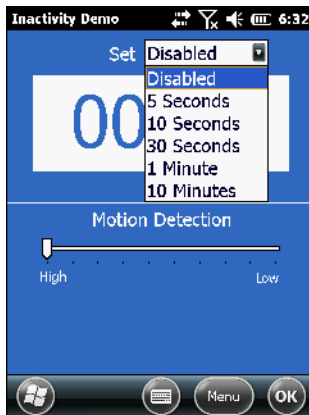 Inactivity Demo 6:32
Set Disabled
Disabled
5 Seconds
10 Seconds
30 Seconds
1 Minute
10 Minutes
00
Motion Detection
High Low
Menu OK